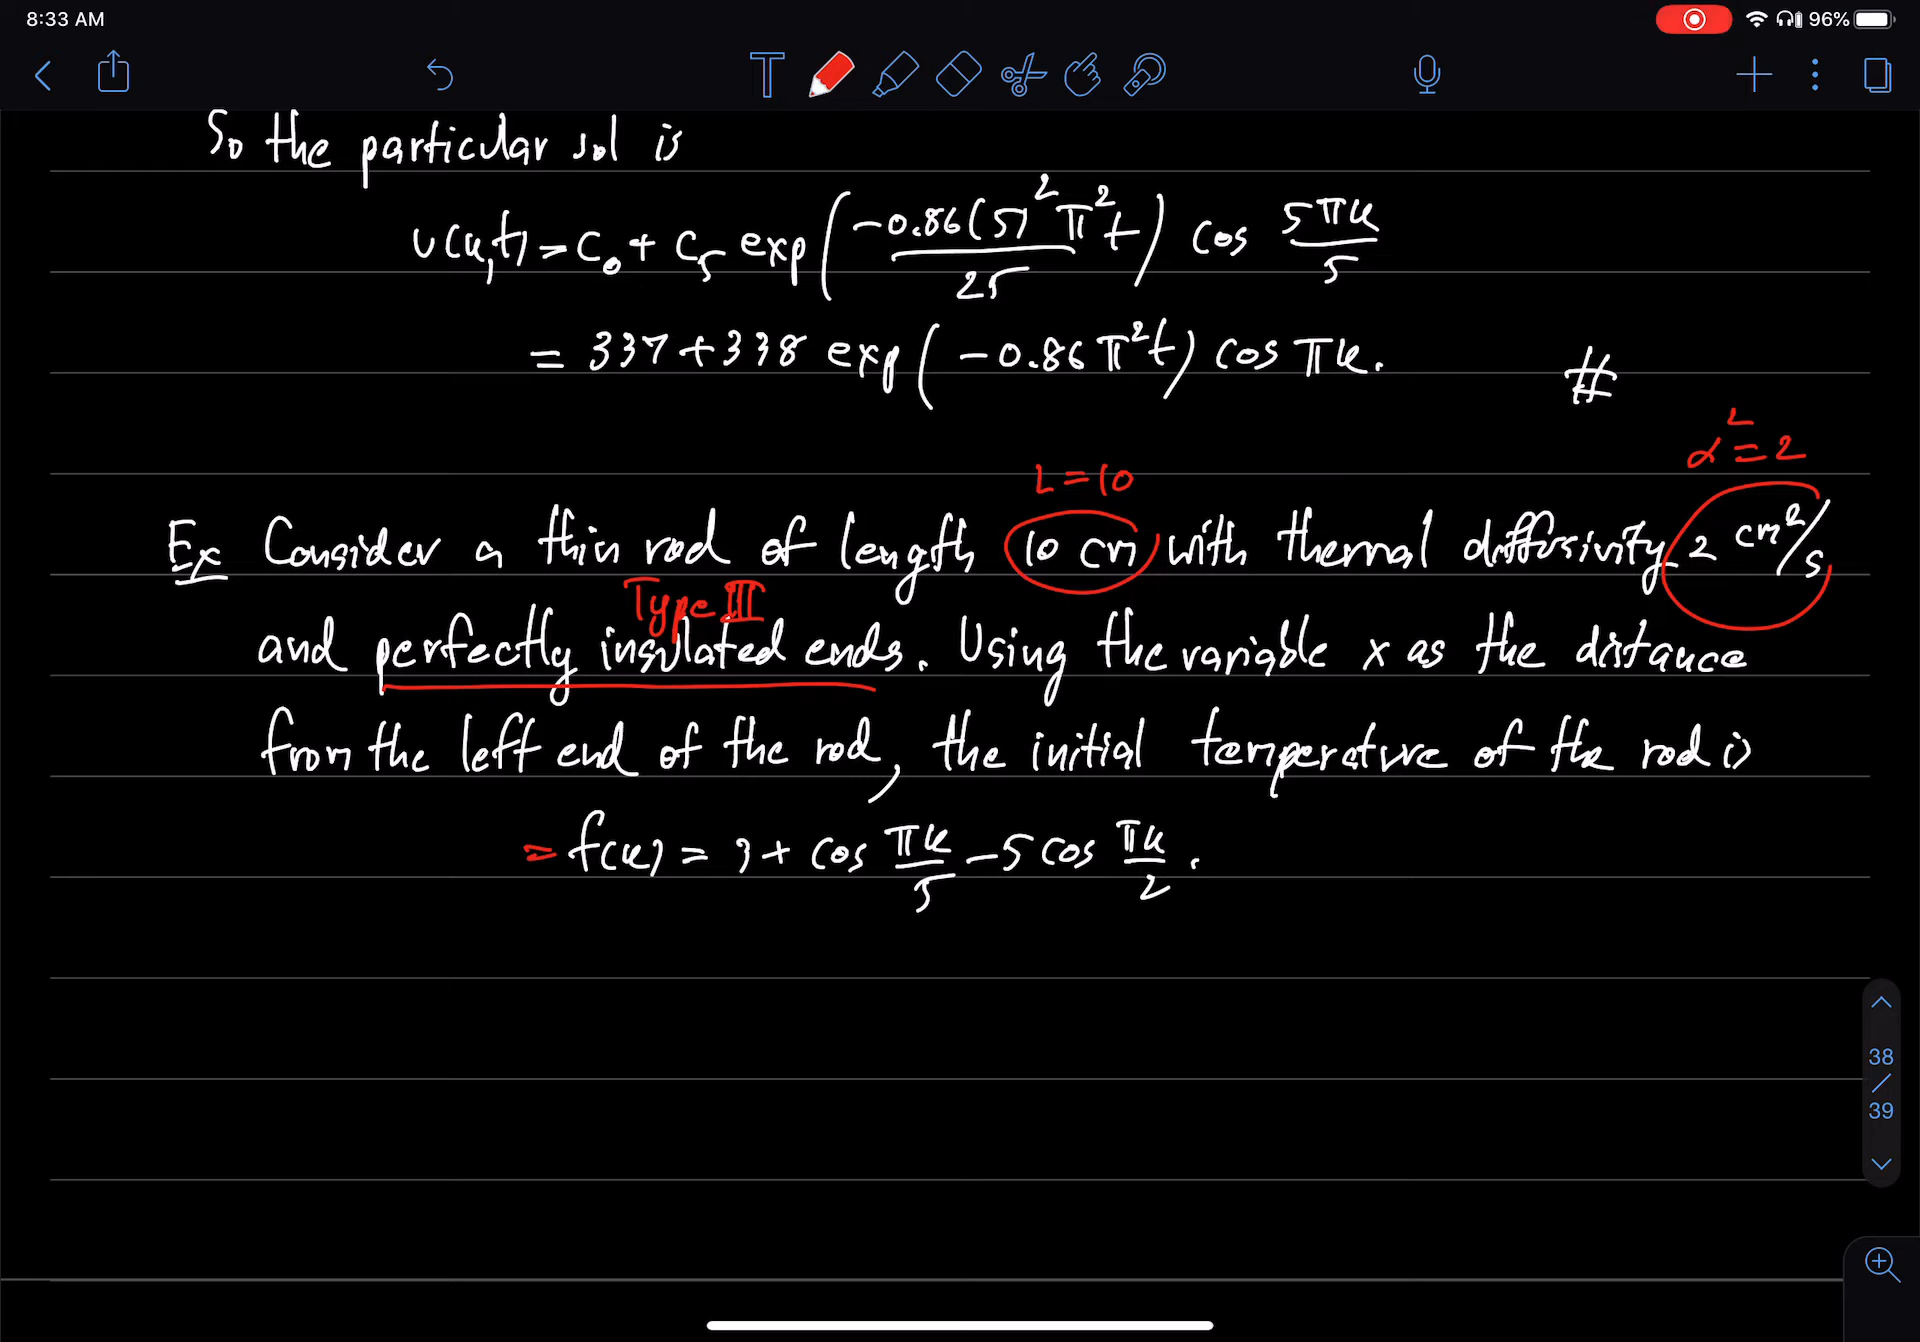 8:33 AM
96%
So the particular sol is
u(x,t) = C₀ + C₅ exp(-0.86(5)²π²t/25) cos 5πx/5
= 337 + 338 exp(-0.86π²t) cos πx. #
L = 10
α² = 2
Ex Consider a thin rod of length 10 cm with thermal diffusivity 2 cm²/s
Type III
and perfectly insulated ends. Using the variable x as the distance
from the left end of the rod, the initial temperature of the rod is
= f(x) = 3 + cos πx/5 - 5 cos πx/2.
38
/
39